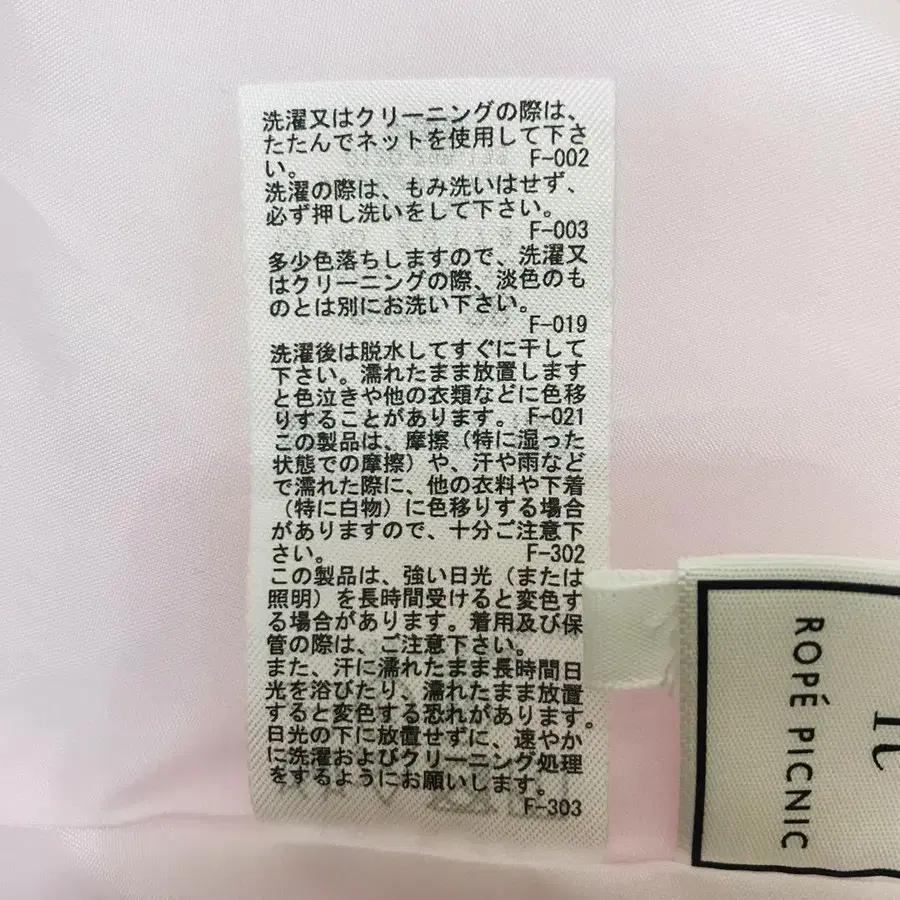 洗濯又はクリーニングの際は、
たたんでネットを使用して下さ
い。 F-002
洗濯の際は、もみ洗いはせず、
必ず押し洗いをして下さい。
F-003
多少色落ちしますので、洗濯又
はクリーニングの際、淡色のも
のとは別にお洗い下さい。
F-019
洗濯後は脱水してすぐに干して
下さい。濡れたまま放置します
と色泣きや他の衣類などに色移
りすることがあります。 F-021
この製品は、摩擦（特に湿った
状態での摩擦）や、汗や雨など
で濡れた際に、他の衣料や下着
（特に白物）に色移りする場合
がありますので、十分ご注意下
さい。 F-302
この製品は、強い日光（または
照明）を長時間受けると変色す
る場合があります。着用及び保
管の際は、ご注意下さい。
また、汗に濡れたまま長時間日
光を浴びたり、濡れたまま放置
すると変色する恐れがあります。
日光の下に放置せずに、速やか
に洗濯およびクリーニング処理
をするようにお願いします。
F-303
ROPÉ PICNIC